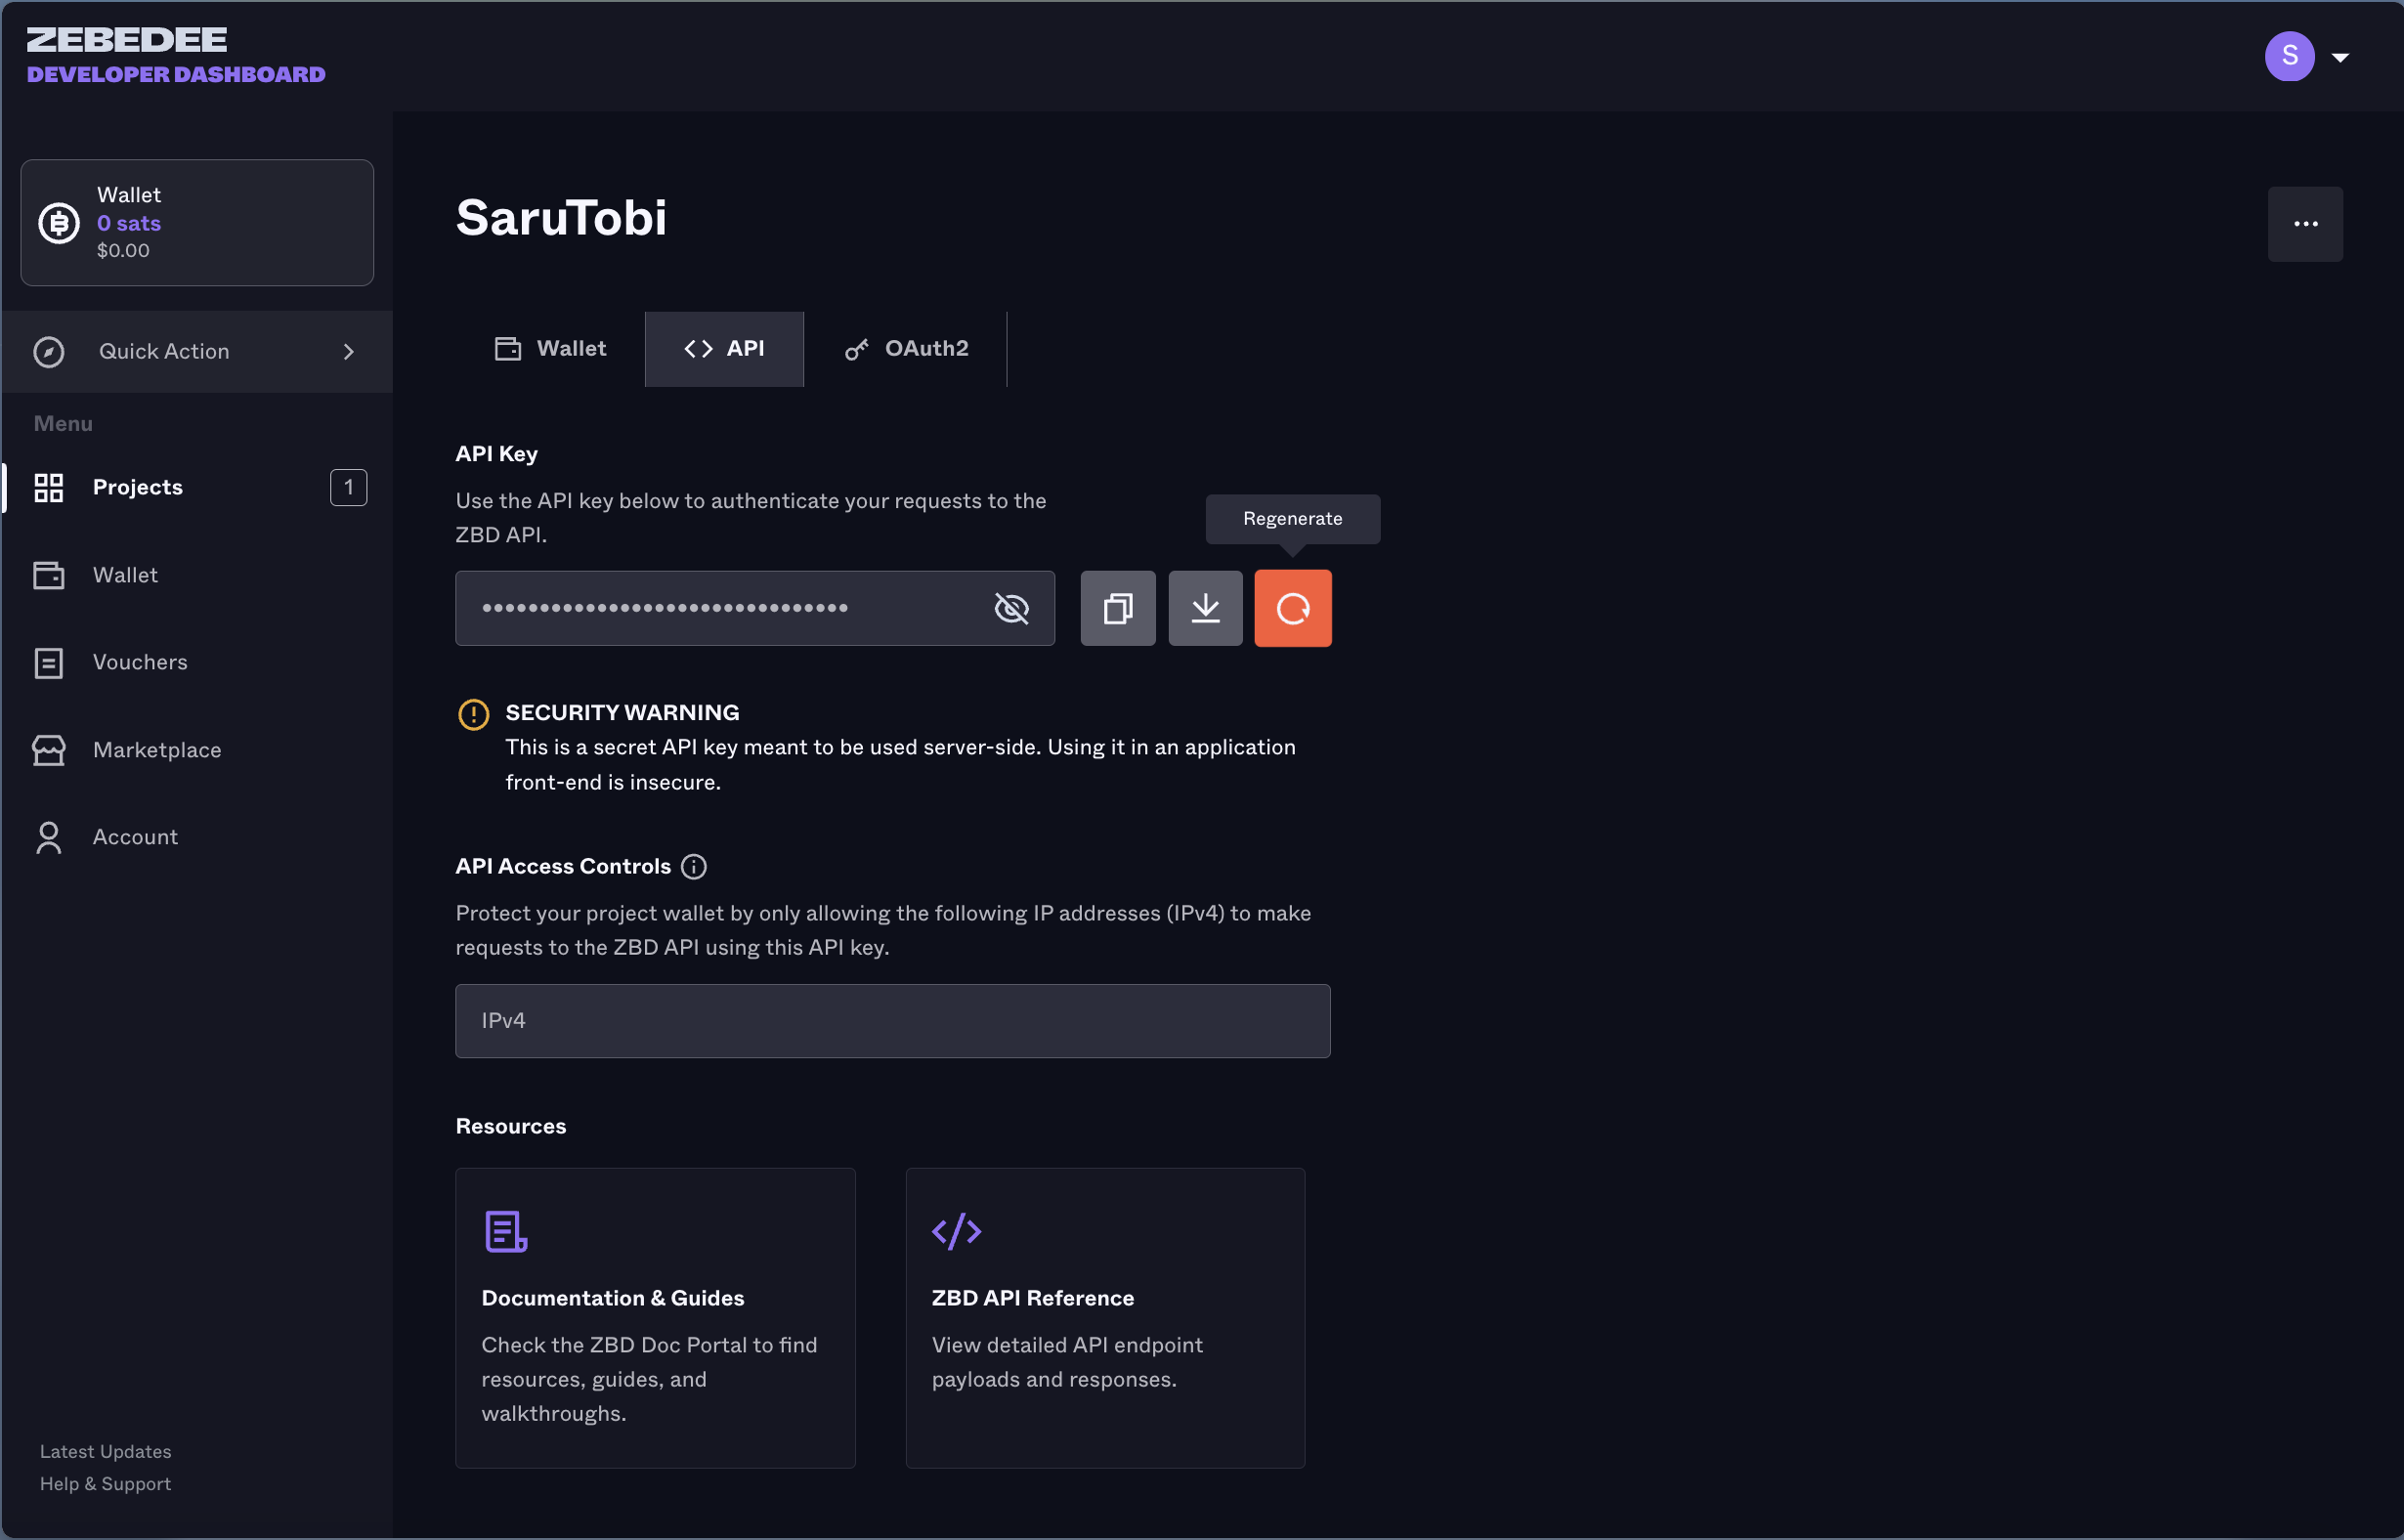 ZEBEDEE
DEVELOPER DASHBOARD
S
Wallet
0 sats
$0.00
Quick Action
Menu
Projects
1
Wallet
Vouchers
Marketplace
Account
Latest Updates
Help & Support
SaruTobi
Wallet
API
OAuth2
API Key
Use the API key below to authenticate your requests to the
ZBD API.
Regenerate
SECURITY WARNING
This is a secret API key meant to be used server-side. Using it in an application
front-end is insecure.
API Access Controls
Protect your project wallet by only allowing the following IP addresses (IPv4) to make
requests to the ZBD API using this API key.
IPv4
Resources
Documentation & Guides
Check the ZBD Doc Portal to find
resources, guides, and
walkthroughs.
ZBD API Reference
View detailed API endpoint
payloads and responses.